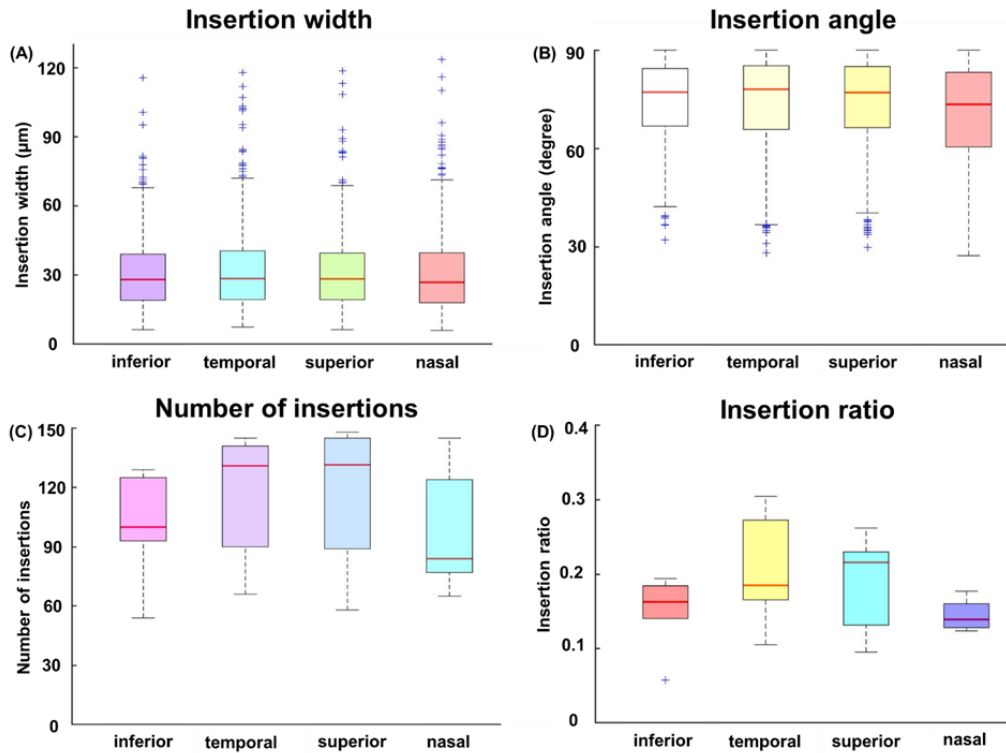 Insertion width
(A)
Insertion width (µm)
120
90
60
30
0
inferior temporal superior nasal
Insertion angle
(B)
Insertion angle (degree)
90
60
30
0
inferior temporal superior nasal
Number of insertions
(C)
Number of insertions
150
120
90
60
30
0
inferior temporal superior nasal
Insertion ratio
(D)
Insertion ratio
0.4
0.3
0.2
0.1
0
inferior temporal superior nasal